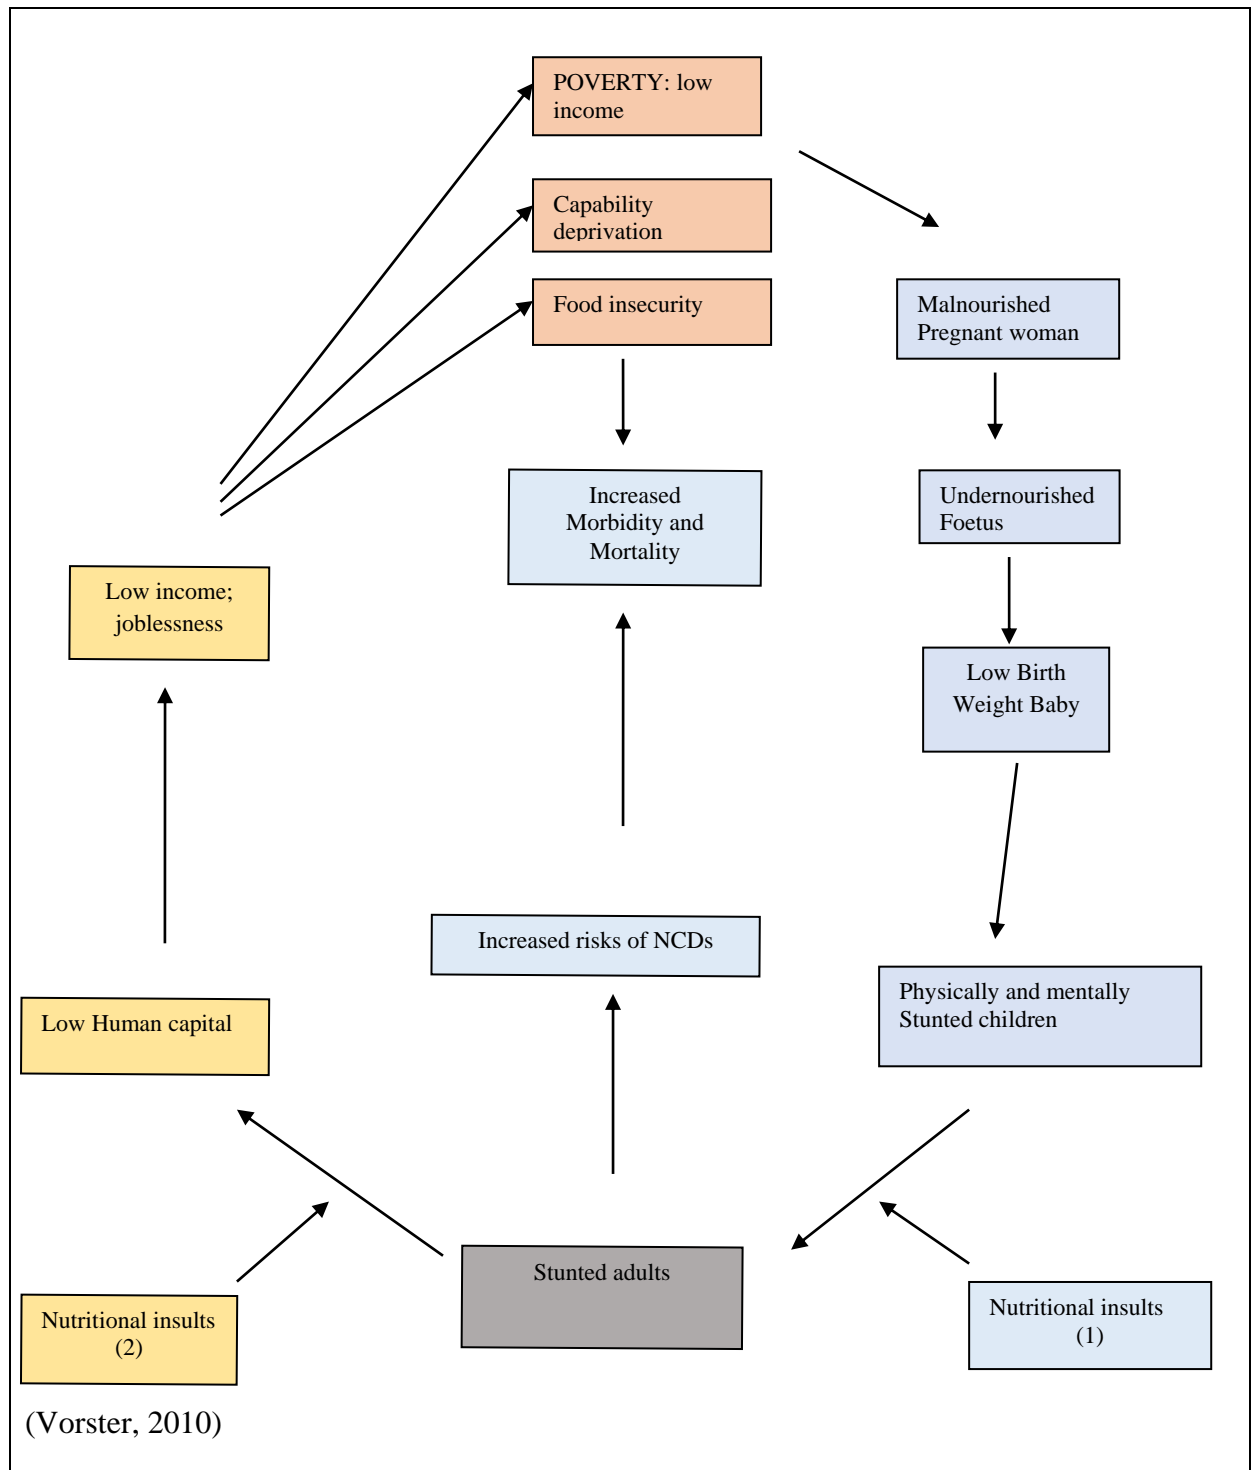 POVERTY: low
income
Capability
deprivation
Food insecurity
Malnourished
Pregnant woman
Increased
Morbidity and
Mortality
Undernourished
Foetus
Low income;
joblessness
Low Birth
Weight Baby
Increased risks of NCDs
Physically and mentally
Stunted children
Low Human capital
Stunted adults
Nutritional insults
(2)
Nutritional insults
(1)
(Vorster, 2010)